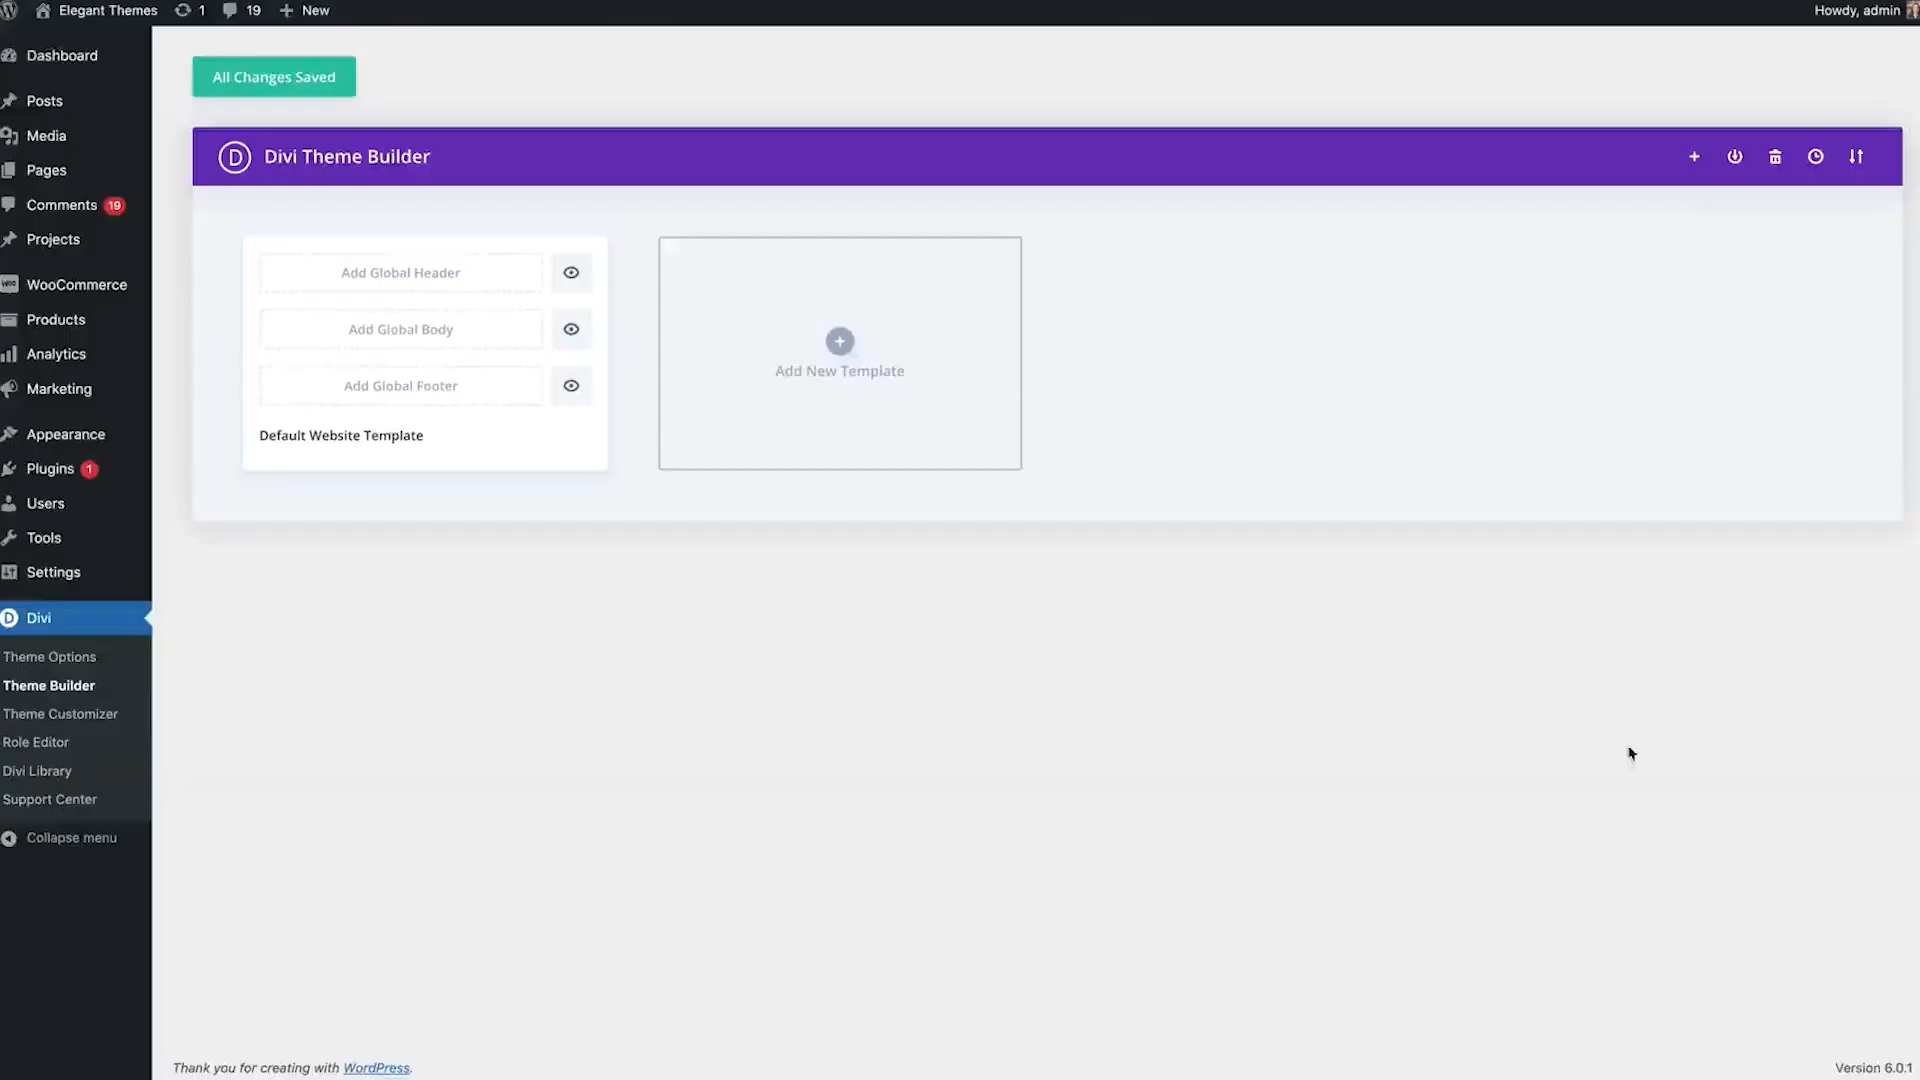 Elegant Themes 1 19 New Howdy, admin
Dashboard
Posts
Media
Pages
Comments 19
Projects
WooCommerce
Products
Analytics
Marketing
Appearance
Plugins 1
Users
Tools
Settings
Divi
Theme Options
Theme Builder
Theme Customizer
Role Editor
Divi Library
Support Center
Collapse menu
All Changes Saved
D Divi Theme Builder
Add Global Header
Add Global Body
Add Global Footer
Default Website Template
Add New Template
Thank you for creating with WordPress.
Version 6.0.1